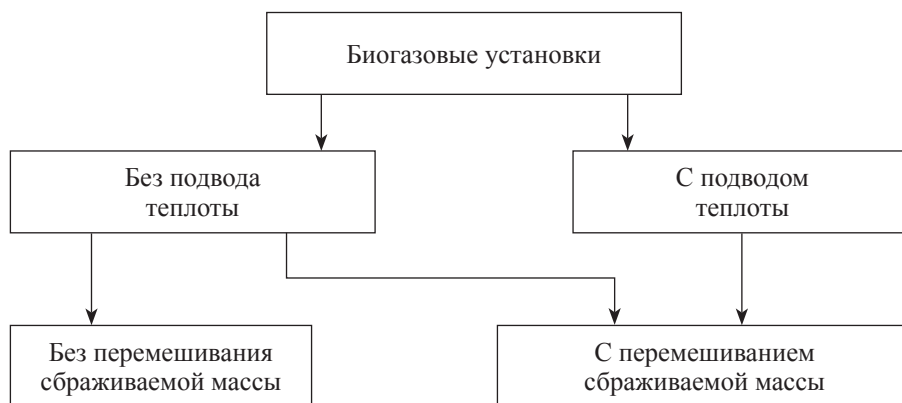 Биогазовые установки
Без подвода
теплоты
С подводом
теплоты
Без перемешивания
сбраживаемой массы
С перемешиванием
сбраживаемой массы